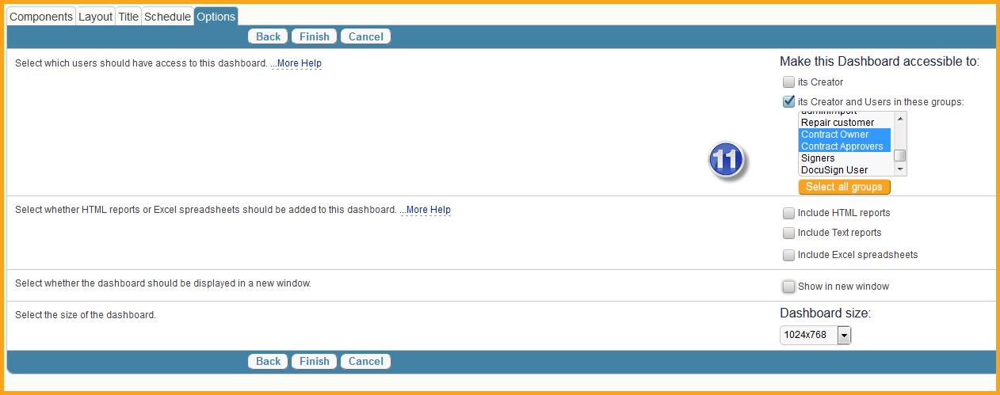 Components Layout Title Schedule Options
Back Finish Cancel
Select which users should have access to this dashboard. ...More Help
Make this Dashboard accessible to:
its Creator
its Creator and Users in these groups:
adminimport
Repair customer
Contract Owner
Contract Approvers
Signers
DocuSign User
11
Select all groups
Select whether HTML reports or Excel spreadsheets should be added to this dashboard. ...More Help
Include HTML reports
Include Text reports
Include Excel spreadsheets
Select whether the dashboard should be displayed in a new window.
Show in new window
Select the size of the dashboard.
Dashboard size:
1024x768
Back Finish Cancel